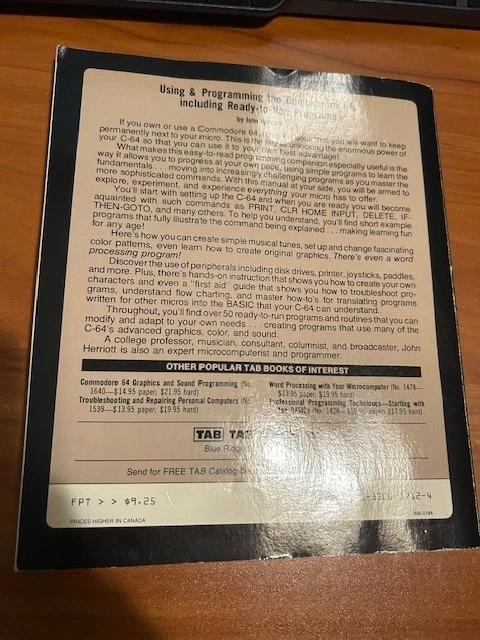 Using & Programming the Commodore 64,
including Ready-to-Run Programs
by John
If you own or use a Commodore 64, book that you will want to keep
permanently next to your micro. This is the key to unlocking the enormous power of
your C-64 so that you can use it to your own best advantage!
What makes this easy-to-read programming companion especially useful is the
way it allows you to progress at your own pace, using simple programs to learn the
fundamentals . . . moving into increasingly challenging programs as you master the
more sophisticated commands. With this manual at your side, you will be armed to
explore, experiment, and experience everything your micro has to offer.
You'll start with setting up the C-64 and when you are ready you will become
aquainted with such commands as PRINT, CLR HOME INPUT, DELETE, IF-
THEN-GOTO, and many others. To help you understand, you'll find short example
programs that fully illustrate the command being explained . . . making learning fun
for any age!
Here's how you can create simple musical tunes, set up and change fascinating
color patterns, even learn how to create original graphics. There's even a word
processing program!
Discover the use of peripherals including disk drives, printer, joysticks, paddles,
and more. Plus, there's hands-on instruction that shows you how to create your own
characters and even a "first aid" guide that shows you how to troubleshoot pro-
grams, understand flow charting, and master how-to's for translating programs
written for other micros into the BASIC that your C-64 can understand.
Throughout, you'll find over 50 ready-to-run programs and routines that you can
modify and adapt to your own needs . . . creating programs that use many of the
C-64's advanced graphics, color, and sound.
A college professor, musician, consultant, columnist, and broadcaster, John
Herriott is also an expert microcomputerist and programmer.
OTHER POPULAR TAB BOOKS OF INTEREST
Commodore 64 Graphics and Sound Programming (No.
1640—$14.95 paper; $21.95 hard)
Troubleshooting and Repairing Personal Computers (No.
1539—$13.95 paper; $19.95 hard)
Word Processing with Your Microcomputer (No. 1478—
$13.95 paper; $19.95 hard)
Professional Programming Techniques—Starting with
the BASICs (No. 1428—$10.95 paper; $17.95 hard)
TAB TAB
Blue Ridge
Send for FREE TAB Catalog
FPT > > $9.25
PRICES HIGHER IN CANADA